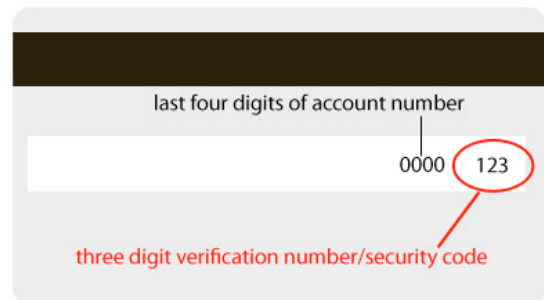 last four digits of account number
0000 123
three digit verification number/security code